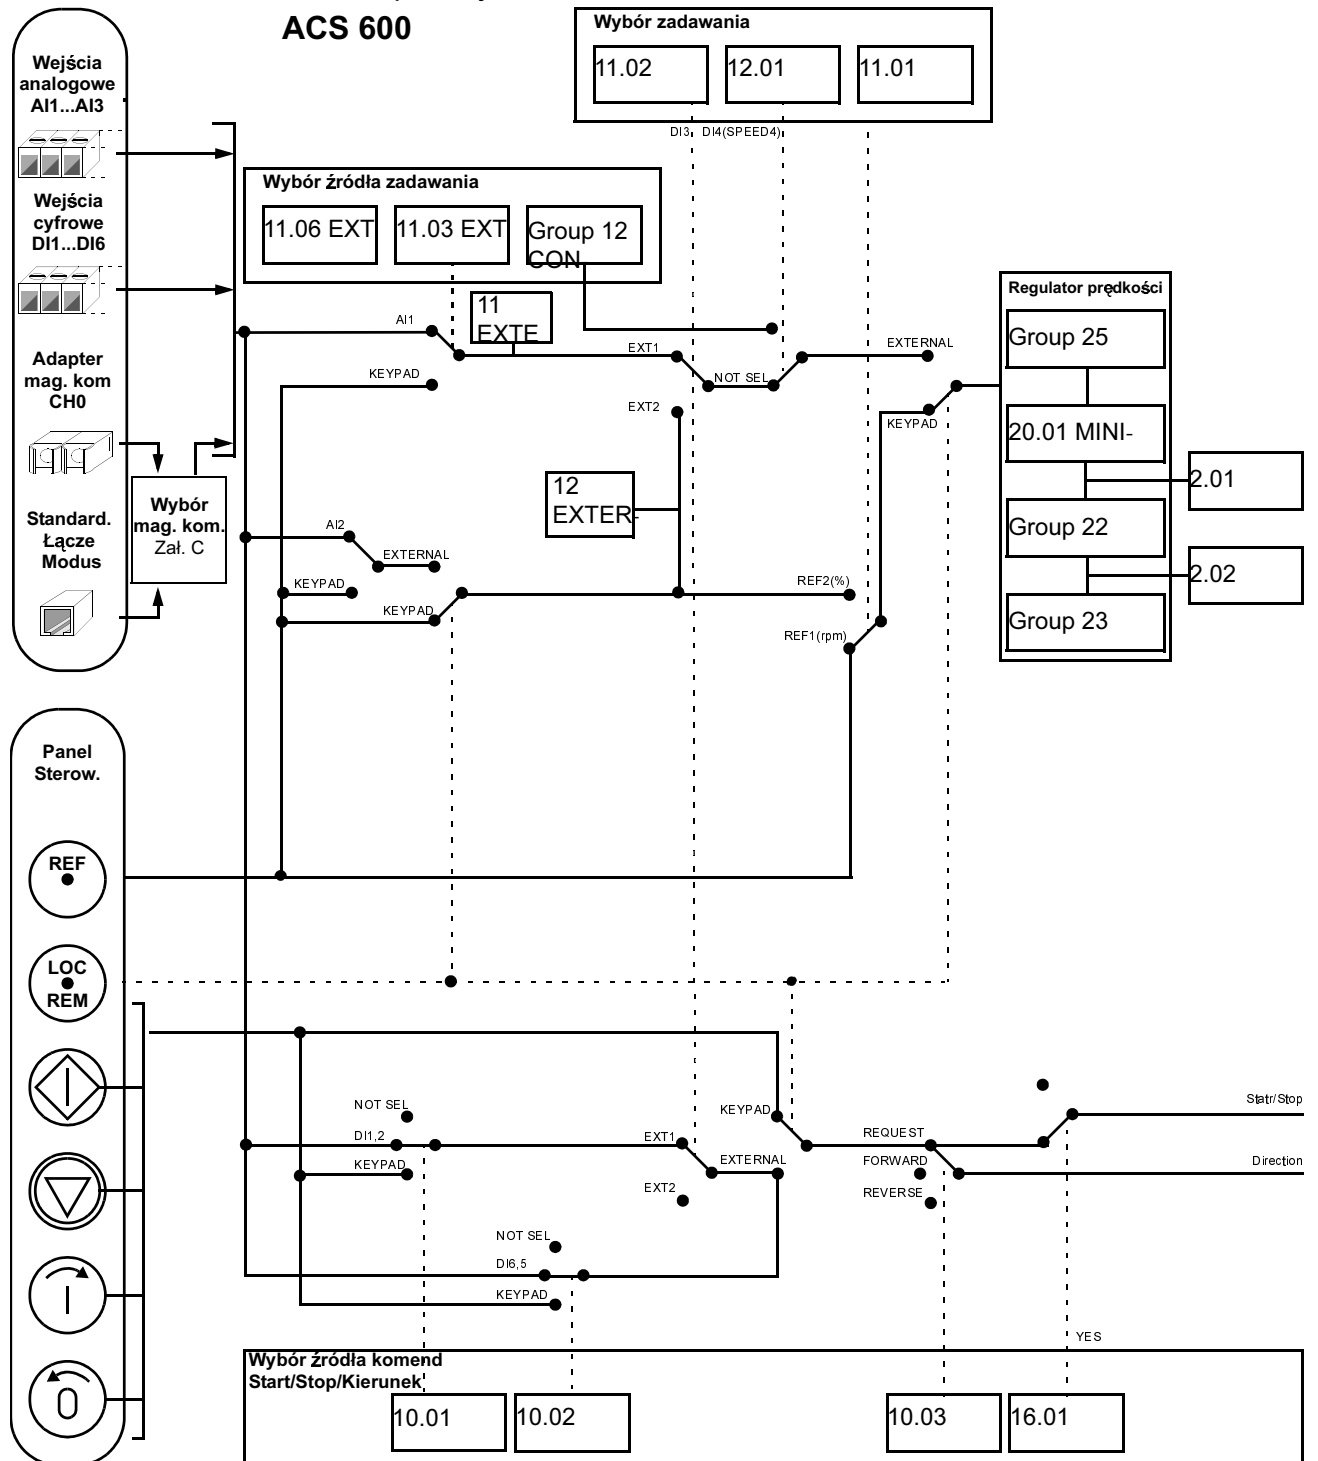 ACS 600
Wejścia
analogowe
AI1...AI3
Wejścia
cyfrowe
DI1...DI6
Adapter
mag. kom
CH0
Standard.
Łącze
Modus
Wybór
mag. kom.
Zał. C
Wybór zadawania
11.02
12.01
11.01
DI3
DI4(SPEED4)
Wybór źródła zadawania
11.06 EXT
11.03 EXT
Group 12
CON
11
EXTE
AI1
KEYPAD
EXT1
NOT SEL
EXT2
EXTERNAL
KEYPAD
12
EXTER-
AI2
EXTERNAL
KEYPAD
KEYPAD
REF2(%)
REF1(rpm)
Regulator prędkości
Group 25
20.01 MINI-
2.01
Group 22
2.02
Group 23
Panel
Sterow.
REF
LOC
REM
NOT SEL
DI1,2
KEYPAD
EXT1
EXT2
NOT SEL
DI6,5
KEYPAD
KEYPAD
EXTERNAL
REQUEST
FORWARD
REVERSE
Statr/Stop
Direction
YES
Wybór źródła komend
Start/Stop/Kierunek
10.01
10.02
10.03
16.01